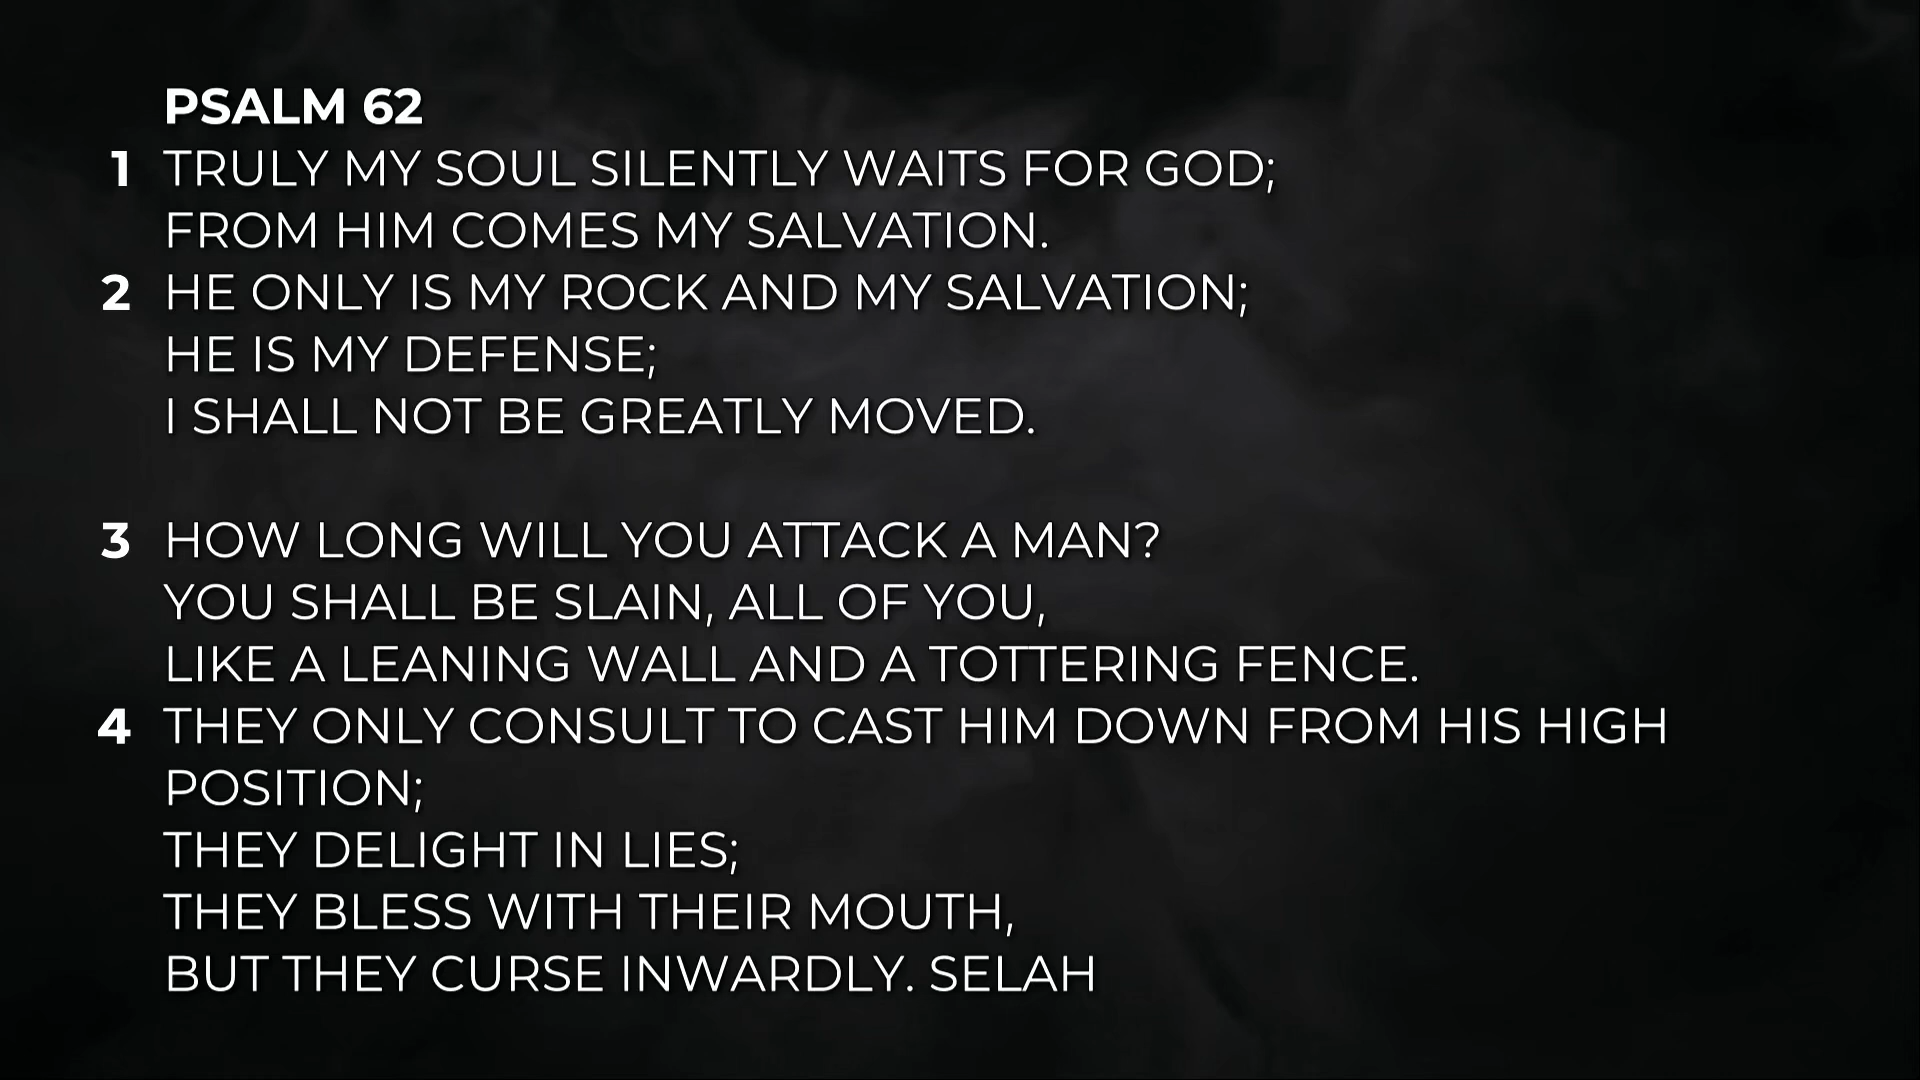 PSALM 62
1 TRULY MY SOUL SILENTLY WAITS FOR GOD;
FROM HIM COMES MY SALVATION.
2 HE ONLY IS MY ROCK AND MY SALVATION;
HE IS MY DEFENSE;
I SHALL NOT BE GREATLY MOVED.
3 HOW LONG WILL YOU ATTACK A MAN?
YOU SHALL BE SLAIN, ALL OF YOU,
LIKE A LEANING WALL AND A TOTTERING FENCE.
4 THEY ONLY CONSULT TO CAST HIM DOWN FROM HIS HIGH
POSITION;
THEY DELIGHT IN LIES;
THEY BLESS WITH THEIR MOUTH,
BUT THEY CURSE INWARDLY. SELAH